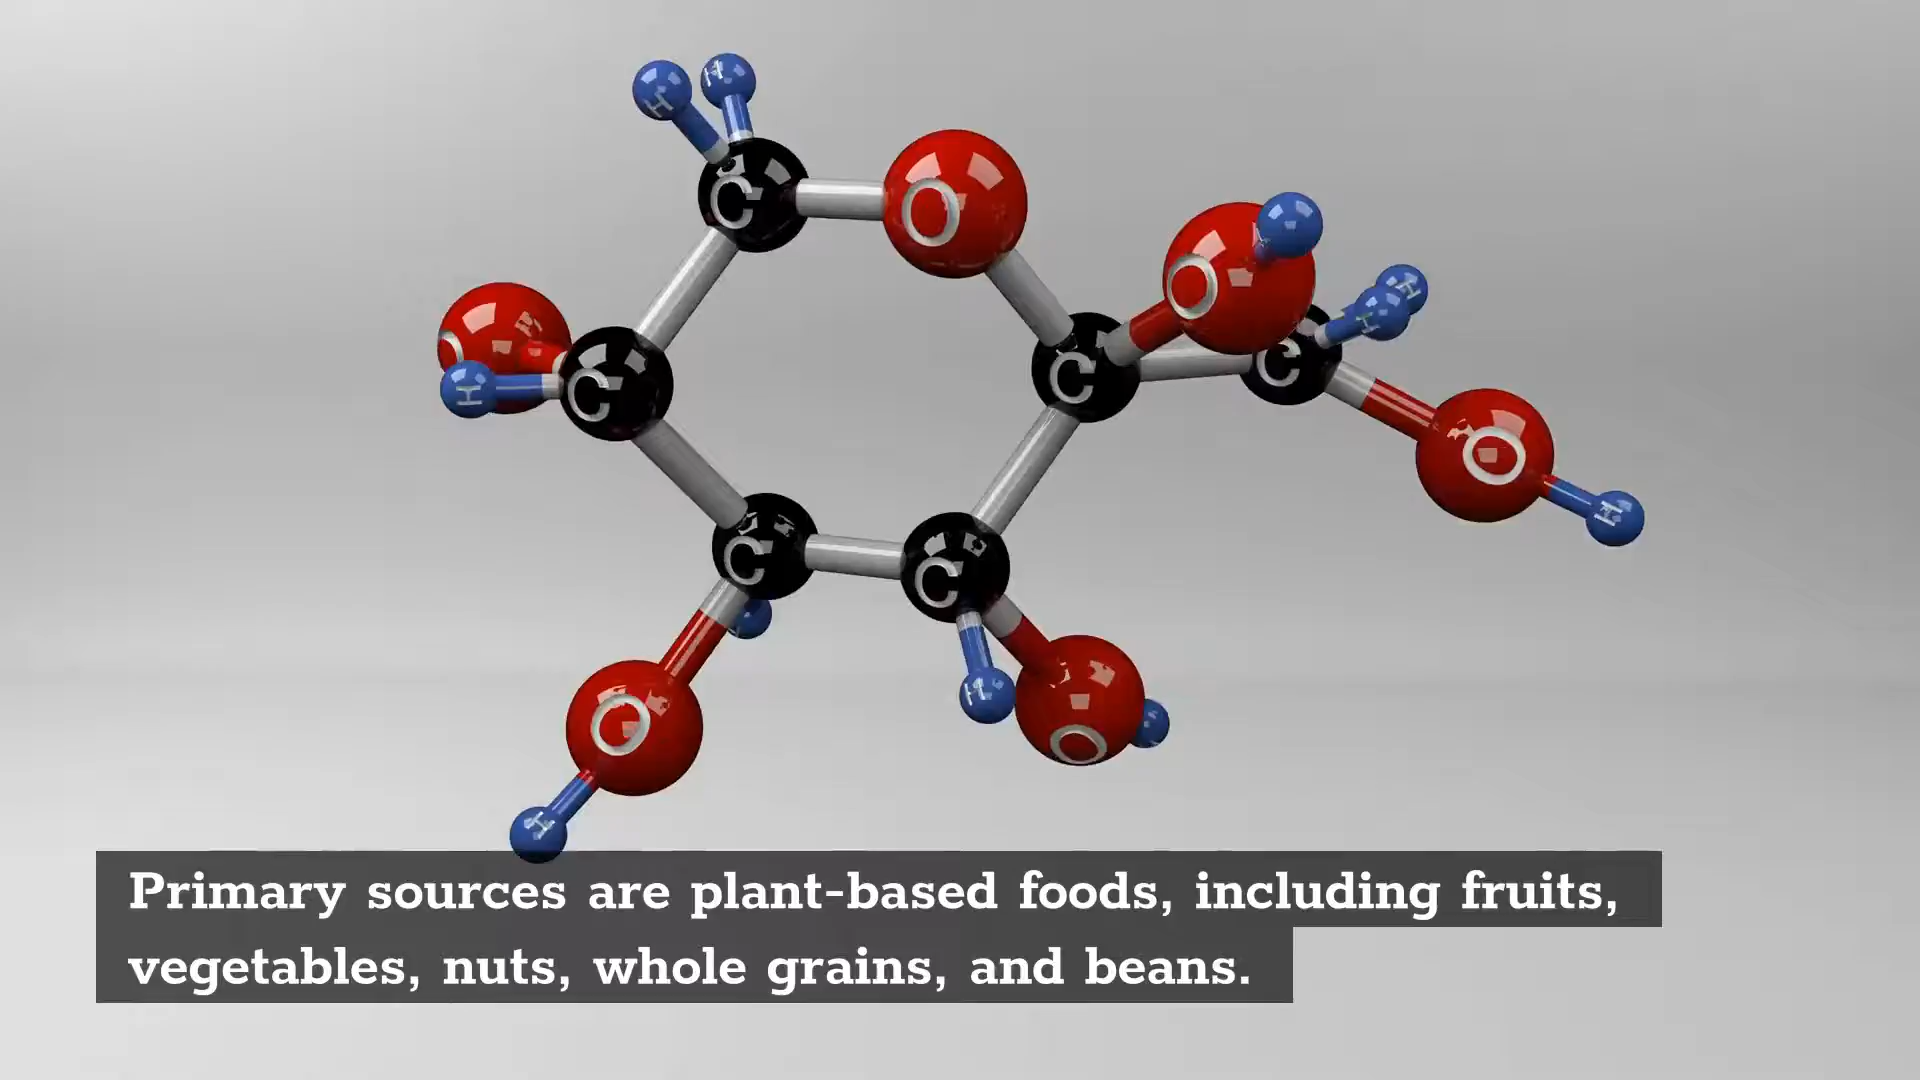 H
H
C
O
O
H
O
C
C
C
H
H
O
O
H
C
C
H
O
O
H
Primary sources are plant-based foods, including fruits,
vegetables, nuts, whole grains, and beans.